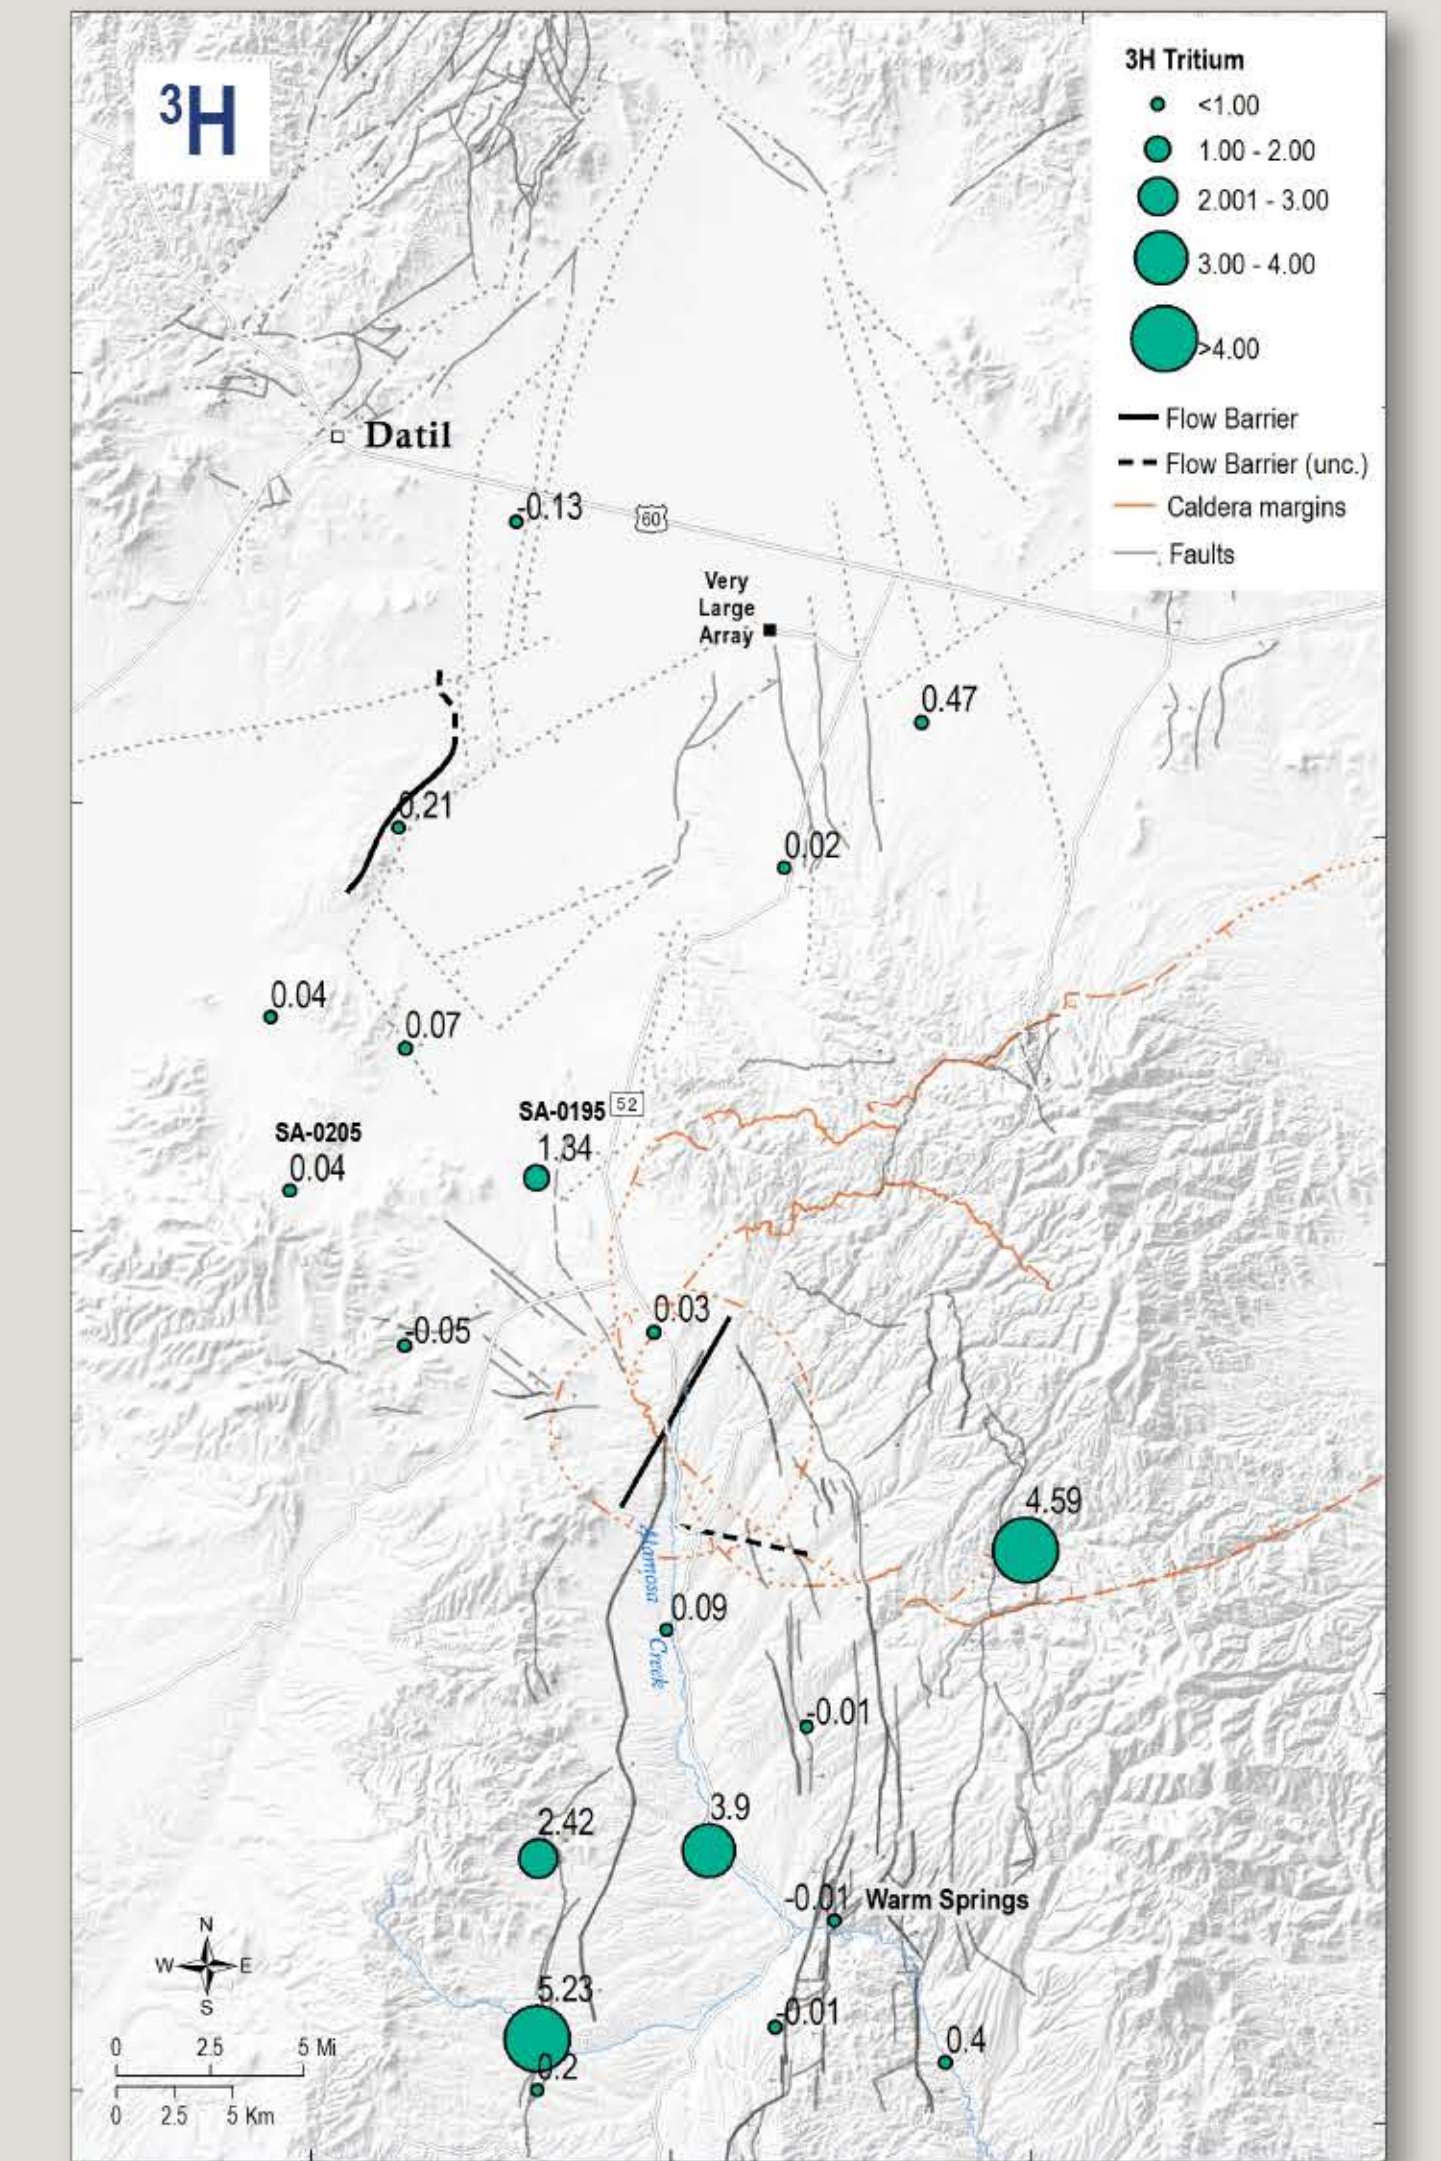 3H
3H Tritium
<1.00
1.00 - 2.00
2.001 - 3.00
3.00 - 4.00
>4.00
Flow Barrier
Flow Barrier (unc.)
Caldera margins
Faults
Datil
-0.13
60
Very
Large
Array
0.47
0.21
0.02
0.04
0.07
SA-0195
52
1.34
SA-0205
0.04
0.03
-0.05
4.59
Alamosa
Creek
0.09
-0.01
3.9
2.42
-0.01
Warm Springs
5.23
-0.01
0.4
0.2
N
W
E
S
0 2.5 5 Mi
0 2.5 5 Km